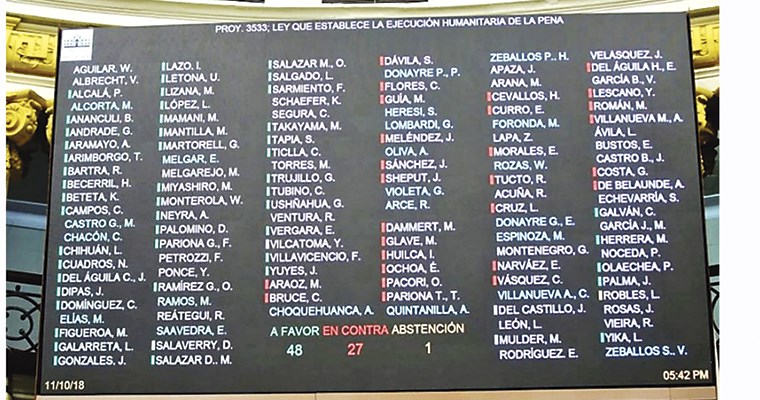 PROY. 3533; LEY QUE ESTABLECE LA EJECUCIÓN HUMANITARIA DE LA PENA
AGUILAR, W.
ALBRECHT, V.
ALCALÁ, P.
ALCORTA, M.
ANANCULI, B.
ANDRADE, G.
ARAMAYO, A.
ARIMBORGO, T.
BARTRA, R.
BECERRIL, H.
BETETA, K.
CAMPOS, C.
CASTRO G., M.
CHACÓN, C.
CHIHUÁN, L.
CUADROS, N.
DEL ÁGUILA C., J.
DIPAS, J.
DOMÍNGUEZ, C.
ELÍAS, M.
FIGUEROA, M.
GALARRETA, L.
GONZALES, J.
LAZO, I.
LETONA, U.
LIZANA, M.
LÓPEZ, L.
MAMANI, M.
MANTILLA, M.
MARTORELL, G.
MELGAR, E.
MELGAREJO, M.
MIYASHIRO, M.
MONTEROLA, W.
NEYRA, A.
PALOMINO, D.
PARIONA G., F.
PETROZZI, F.
PONCE, Y.
RAMÍREZ G., O.
RAMOS, M.
REÁTEGUI, R.
SAAVEDRA, E.
SALAVERRY, D.
SALAZAR D.. M.
SALAZAR M., O.
SALGADO, L.
SARMIENTO, F.
SCHAEFER, K.
SEGURA, C.
TAKAYAMA, J.
TAPIA, S.
TICLLA, C.
TORRES, M.
TRUJILLO, G.
TUBINO, C.
USHÑAHUA, G.
VENTURA, R.
VERGARA, E.
VILCATOMA, Y.
VILLAVICENCIO, F.
YUYES, J.
ARAOZ, M.
BRUCE, C.
CHOQUEHUANCA, A.
DÁVILA, S.
DONAYRE P., P.
FLORES, C.
GUÍA, M.
HERESI, S.
LOMBARDI, G.
MELÉNDEZ, J.
OLIVA, A.
SÁNCHEZ, J.
SHEPUT, J.
VIOLETA, G.
ARCE, R.
DAMMERT, M.
GLAVE, M.
HUILCA, I.
OCHOA, É.
PACORI, O.
PARIONA T., T.
QUINTANILLA, A.
ZEBALLOS P., H.
APAZA, J.
ARANA, M.
CEVALLOS, H.
CURRO, E.
FORONDA, M.
LAPA, Z.
MORALES, E.
ROZAS, W.
TUCTO, R.
ACUÑA, R.
CRUZ, L.
DONAYRE G., E.
ESPINOZA, M.
MONTENEGRO, G.
NARVÁEZ, E.
VÁSQUEZ, C.
VILLANUEVA A., C.
DEL CASTILLO, J.
LEÓN, L.
MULDER, M.
RODRÍGUEZ. E.
VELÁSQUEZ, J.
DEL ÁGUILA H., E.
GARCÍA B., V.
LESCANO, Y.
ROMÁN, M.
VILLANUEVA M., A.
ÁVILA, L.
BUSTOS, E.
CASTRO B., J.
COSTA, G.
DE BELAUNDE, A.
ECHEVARRÍA, S.
GALVÁN, C.
GARCÍA J., M.
HERRERA, M.
NOCEDA, P.
OLAECHEA, P.
PALMA, J.
ROBLES, L.
ROSAS, J.
VIEIRA, R.
YIKA, L.
ZEBALLOS S., V.
A FAVOR EN CONTRA ABSTENCIÓN
48 27 1
11/10/18
05:42 PM